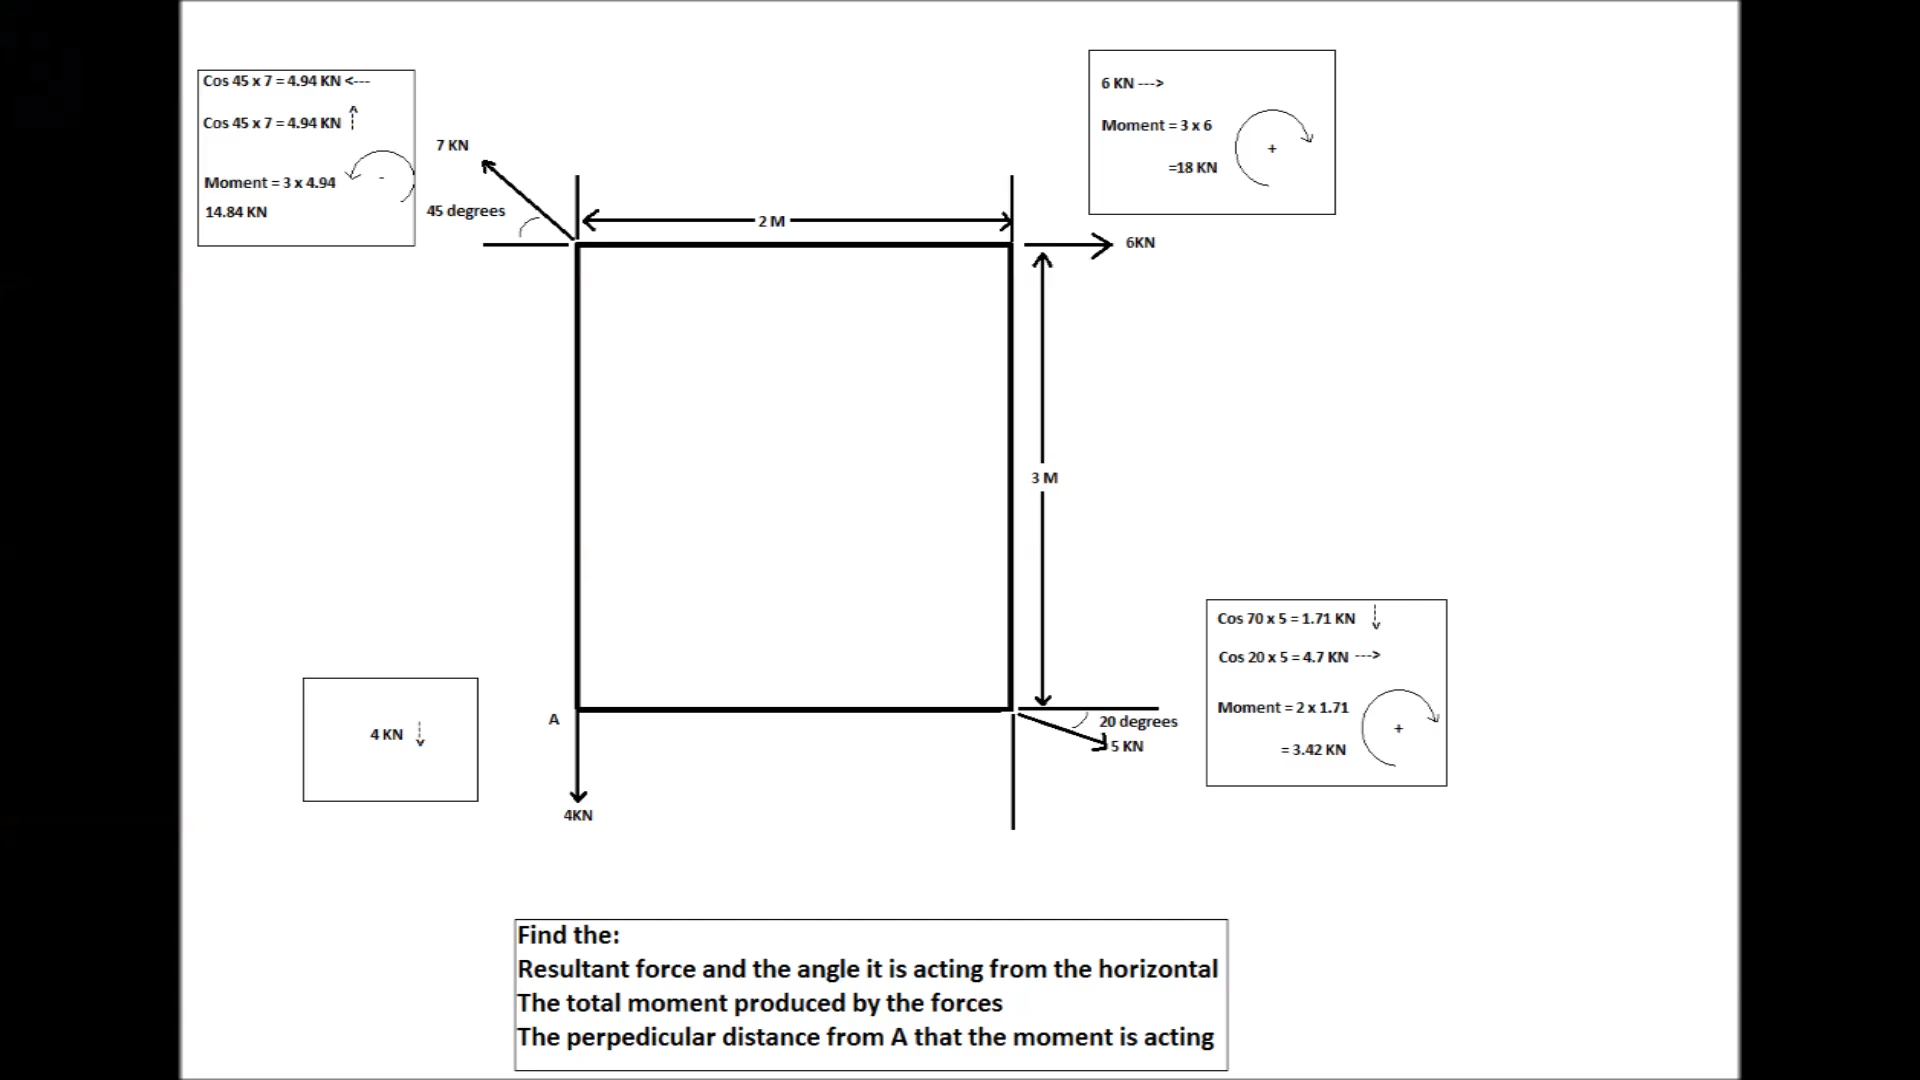 Cos 45 x 7 = 4.94 KN <---
Cos 45 x 7 = 4.94 KN
Moment = 3 x 4.94
-
14.84 KN
7 KN
45 degrees
2 M
6 KN --->
Moment = 3 x 6
+
=18 KN
6KN
3 M
Cos 70 x 5 = 1.71 KN
Cos 20 x 5 = 4.7 KN --->
Moment = 2 x 1.71
+
= 3.42 KN
4 KN
A
20 degrees
5 KN
4KN
Find the:
Resultant force and the angle it is acting from the horizontal
The total moment produced by the forces
The perpedicular distance from A that the moment is acting